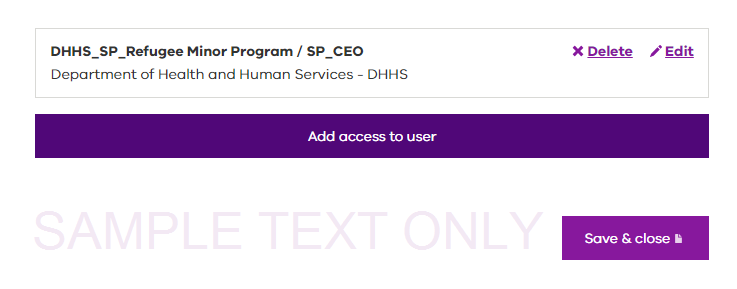 DHHS_SP_Refugee Minor Program / SP_CEO
Delete
Edit
Department of Health and Human Services - DHHS
Add access to user
SAMPLE TEXT ONLY
Save & close